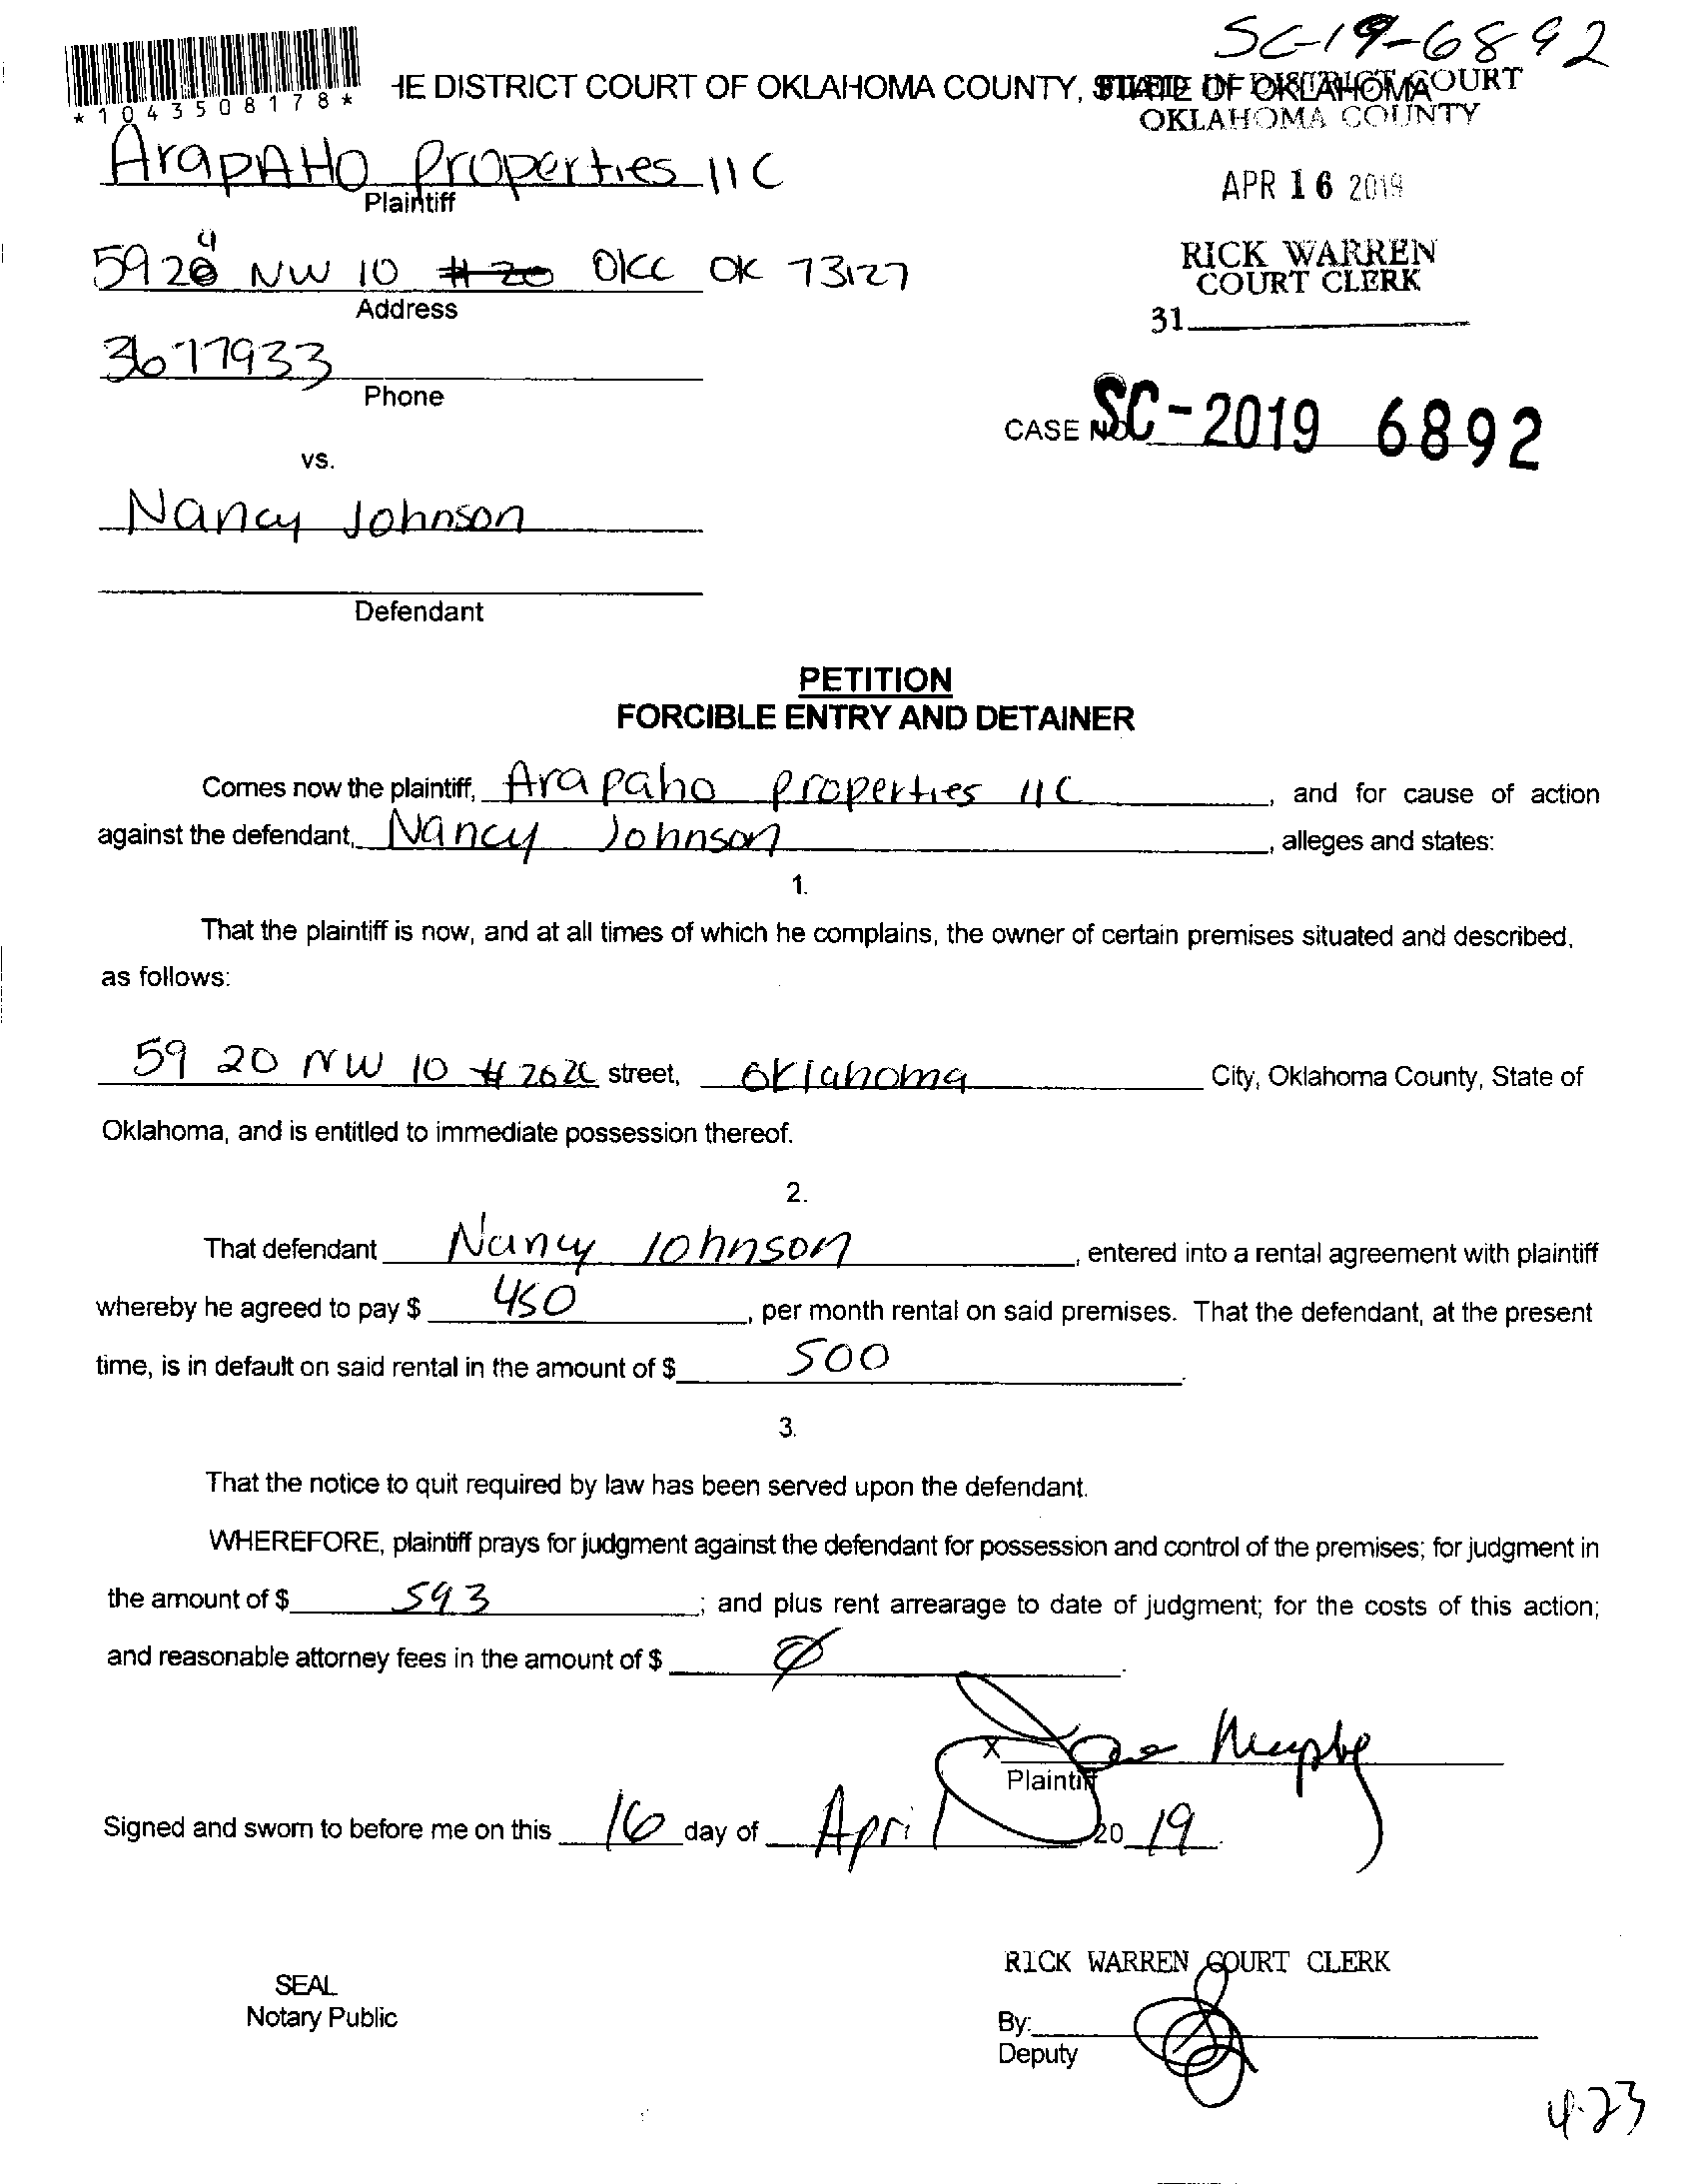 SC-19-6892
*1043508178*
HE DISTRICT COURT OF OKLAHOMA COUNTY, STATE OF OKLAHOMA
FILED IN DISTRICT COURT
OKLAHOMA COUNTY
ArapAHO Properties llC
Plaintiff
APR 16 2019
5924 NW 10 OKC OK 73127
Address
RICK WARREN
COURT CLERK
31
3677933
Phone
CASE NO. SC-2019 6892
vs.
Nancy Johnson
Defendant
PETITION
FORCIBLE ENTRY AND DETAINER
Comes now the plaintiff, Arapaho properties llC, and for cause of action
against the defendant, Nancy Johnson, alleges and states:
1.
That the plaintiff is now, and at all times of which he complains, the owner of certain premises situated and described,
as follows:
59 20 NW 10 # street, Oklahoma City, Oklahoma County, State of
Oklahoma, and is entitled to immediate possession thereof.
2.
That defendant Nancy Johnson, entered into a rental agreement with plaintiff
whereby he agreed to pay $ 450, per month rental on said premises. That the defendant, at the present
time, is in default on said rental in the amount of $ 500.
3.
That the notice to quit required by law has been served upon the defendant.
WHEREFORE, plaintiff prays for judgment against the defendant for possession and control of the premises; for judgment in
the amount of $ 593; and plus rent arrearage to date of judgment; for the costs of this action;
and reasonable attorney fees in the amount of $ Ø.
X Murphy
Plaintiff
Signed and sworn to before me on this 16 day of April, 20 19.
RICK WARREN COURT CLERK
SEAL
Notary Public
By:
Deputy
4-23